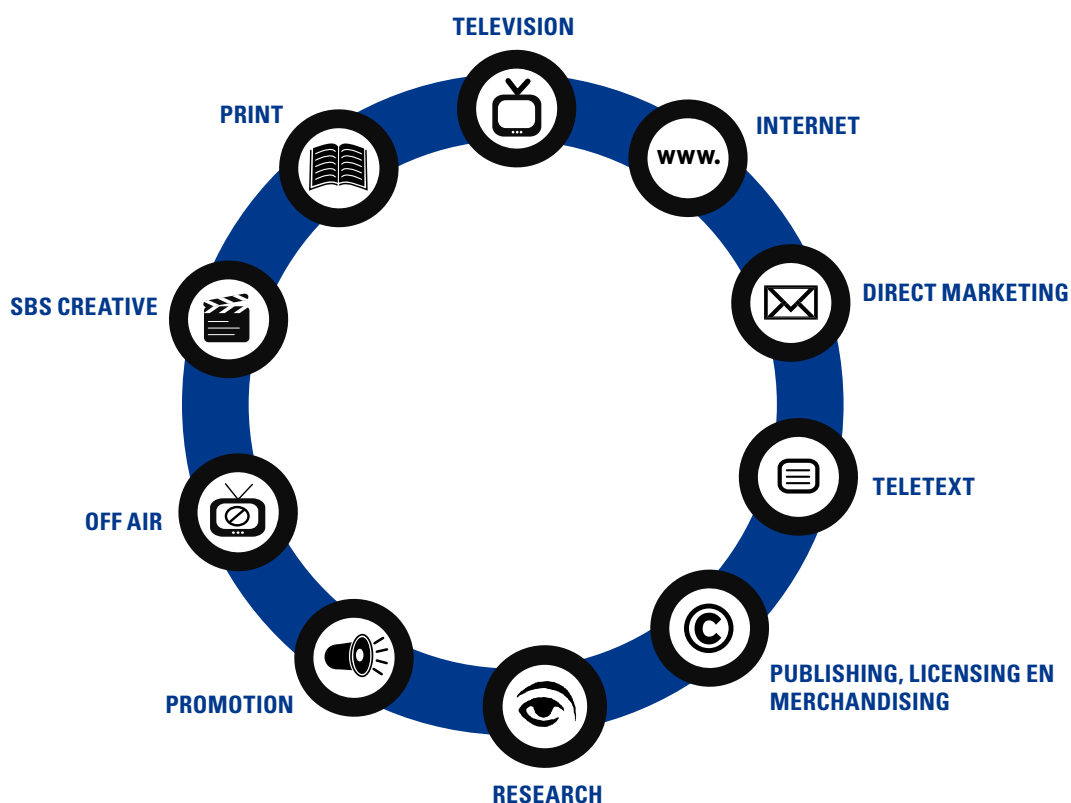 TELEVISION
PRINT
INTERNET
www.
SBS CREATIVE
DIRECT MARKETING
OFF AIR
TELETEXT
©
PUBLISHING, LICENSING EN
MERCHANDISING
PROMOTION
RESEARCH